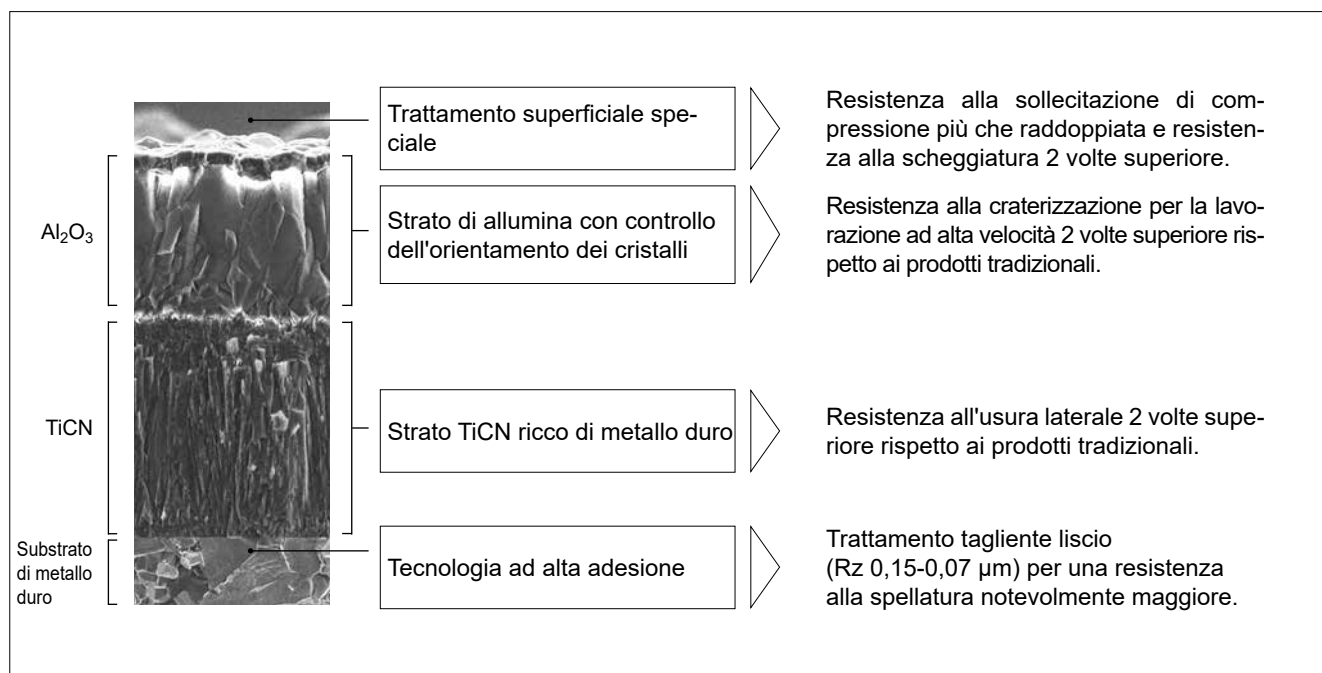 Trattamento superficiale spe-
ciale
Resistenza alla sollecitazione di com-
pressione più che raddoppiata e resisten-
za alla scheggiatura 2 volte superiore.
Al₂O₃
Strato di allumina con controllo
dell'orientamento dei cristalli
Resistenza alla craterizzazione per la lavo-
razione ad alta velocità 2 volte superiore ris-
petto ai prodotti tradizionali.
TiCN
Strato TiCN ricco di metallo duro
Resistenza all'usura laterale 2 volte supe-
riore rispetto ai prodotti tradizionali.
Substrato
di metallo
duro
Tecnologia ad alta adesione
Trattamento tagliente liscio
(Rz 0,15-0,07 µm) per una resistenza
alla spellatura notevolmente maggiore.